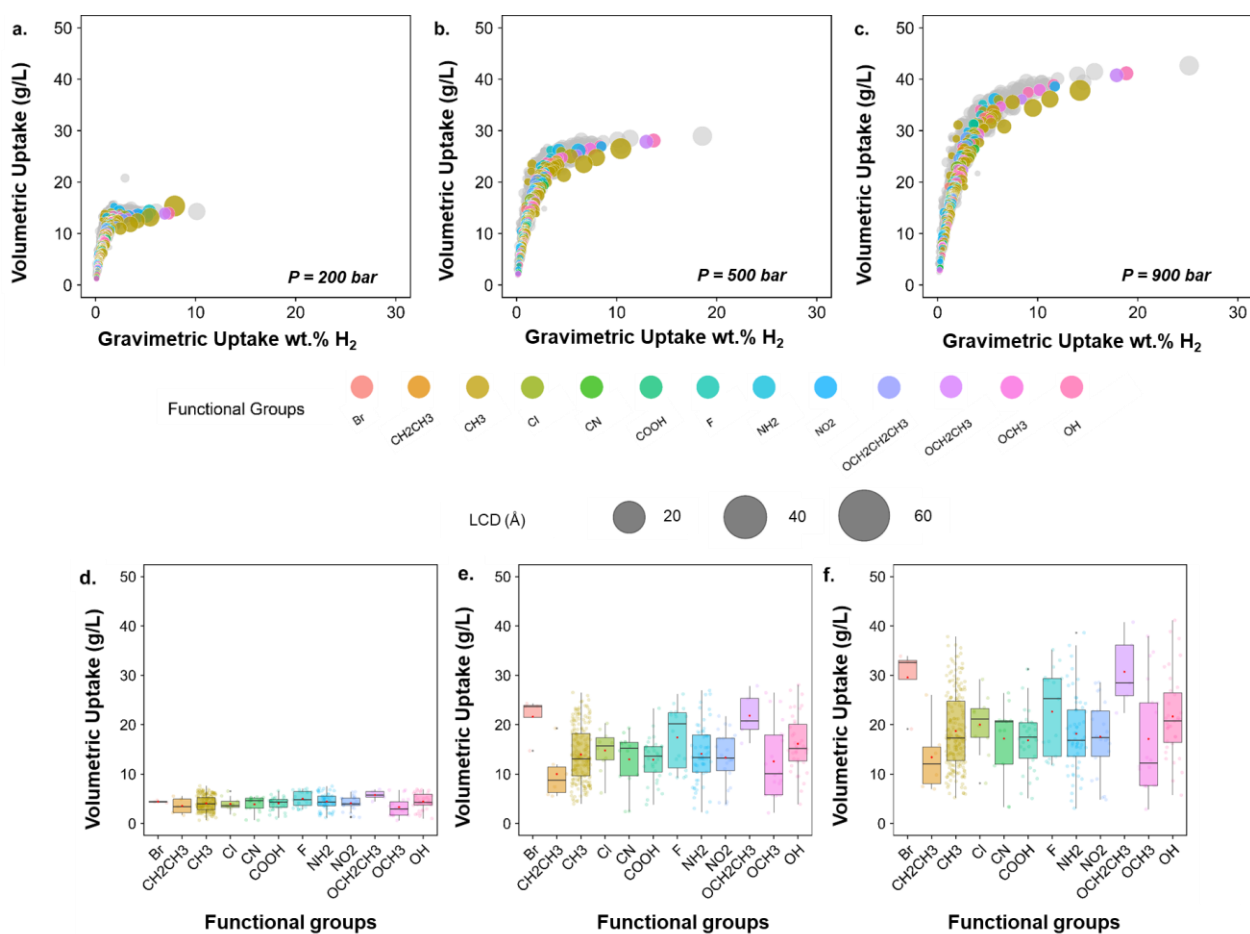 a.
b.
c.
50
40
30
20
10
0
Volumetric Uptake (g/L)
P = 200 bar
0
10
20
30
Gravimetric Uptake wt.% H2
50
40
30
20
10
0
Volumetric Uptake (g/L)
P = 500 bar
0
10
20
30
Gravimetric Uptake wt.% H2
50
40
30
20
10
0
Volumetric Uptake (g/L)
P = 900 bar
0
10
20
30
Gravimetric Uptake wt.% H2
Functional Groups
Br
CH2CH3
CH3
Cl
CN
COOH
F
NH2
NO2
OCH2CH2CH3
OCH2CH3
OCH3
OH
LCD (Å)
20
40
60
d.
50
40
30
20
10
0
Volumetric Uptake (g/L)
Br
CH2CH3
CH3
Cl
CN
COOH
F
NH2
NO2
OCH2CH3
OCH3
OH
Functional groups
e.
50
40
30
20
10
0
Volumetric Uptake (g/L)
Br
CH2CH3
CH3
Cl
CN
COOH
F
NH2
NO2
OCH2CH3
OCH3
OH
Functional groups
f.
50
40
30
20
10
0
Volumetric Uptake (g/L)
Br
CH2CH3
CH3
Cl
CN
COOH
F
NH2
NO2
OCH2CH3
OCH3
OH
Functional groups